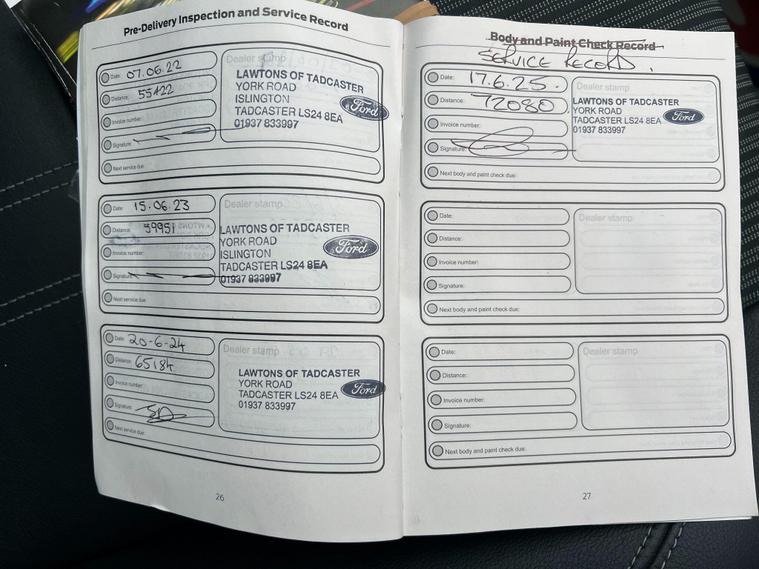 Pre-Delivery Inspection and Service Record
Date: 07.06.22
Distance: 55422
Invoice number:
Signature:
Next service due:
Dealer stamp
LAWTONS OF TADCASTER
YORK ROAD
ISLINGTON
TADCASTER LS24 8EA
01937 833997
Ford
Date: 15.06.23
Distance: 59951
Invoice number:
Signature:
Next service due:
Dealer stamp
LAWTONS OF TADCASTER
YORK ROAD
ISLINGTON
TADCASTER LS24 8EA
01937 833997
Ford
Date: 20-6-24
Distance: 65184
Invoice number:
Signature:
Next service due:
Dealer stamp
LAWTONS OF TADCASTER
YORK ROAD
TADCASTER LS24 8EA
01937 833997
Ford
26
Body and Paint Check Record
SERVICE RECORD.
Date: 17.6.25.
Distance: 72080.
Invoice number:
Signature:
Next body and paint check due:
Dealer stamp
LAWTONS OF TADCASTER
YORK ROAD
TADCASTER LS24 8EA
01937 833997
Ford
Date:
Distance:
Invoice number:
Signature:
Next body and paint check due:
Dealer stamp
Date:
Distance:
Invoice number:
Signature:
Next body and paint check due:
Dealer stamp
27